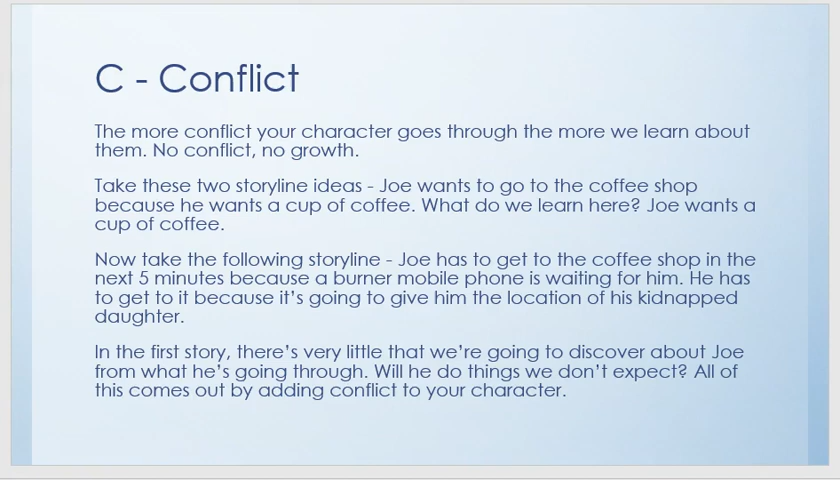 C - Conflict
The more conflict your character goes through the more we learn about
them. No conflict, no growth.
Take these two storyline ideas - Joe wants to go to the coffee shop
because he wants a cup of coffee. What do we learn here? Joe wants a
cup of coffee.
Now take the following storyline - Joe has to get to the coffee shop in the
next 5 minutes because a burner mobile phone is waiting for him. He has
to get to it because it’s going to give him the location of his kidnapped
daughter.
In the first story, there’s very little that we’re going to discover about Joe
from what he’s going through. Will he do things we don’t expect? All of
this comes out by adding conflict to your character.